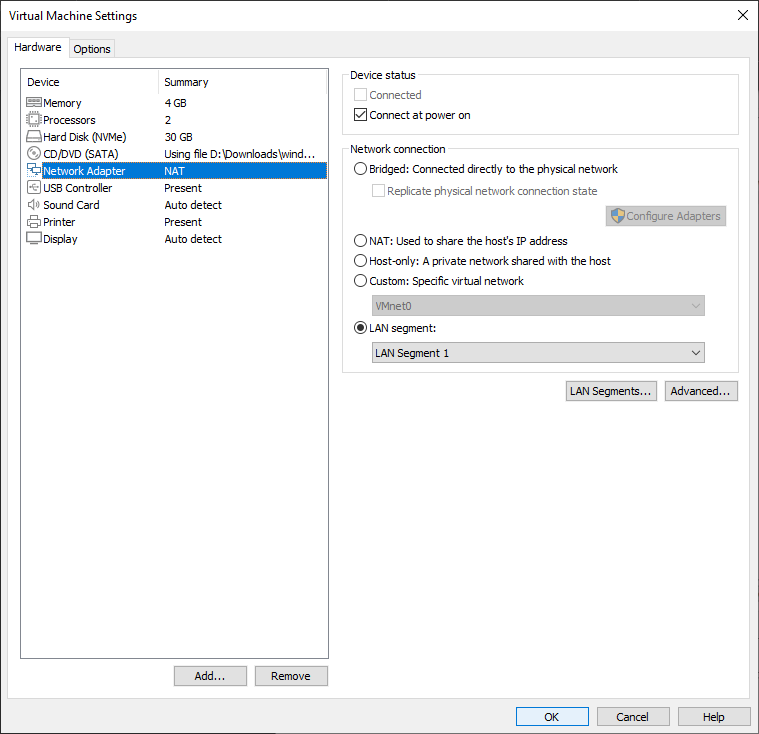 Virtual Machine Settings
Hardware
Options
Device Summary
Memory 4 GB
Processors 2
Hard Disk (NVMe) 30 GB
CD/DVD (SATA) Using file D:\Downloads\wind...
Network Adapter NAT
USB Controller Present
Sound Card Auto detect
Printer Present
Display Auto detect
Add...
Remove
Device status
Connected
Connect at power on
Network connection
Bridged: Connected directly to the physical network
Replicate physical network connection state
Configure Adapters
NAT: Used to share the host's IP address
Host-only: A private network shared with the host
Custom: Specific virtual network
VMnet0
LAN segment:
LAN Segment 1
LAN Segments...
Advanced...
OK
Cancel
Help